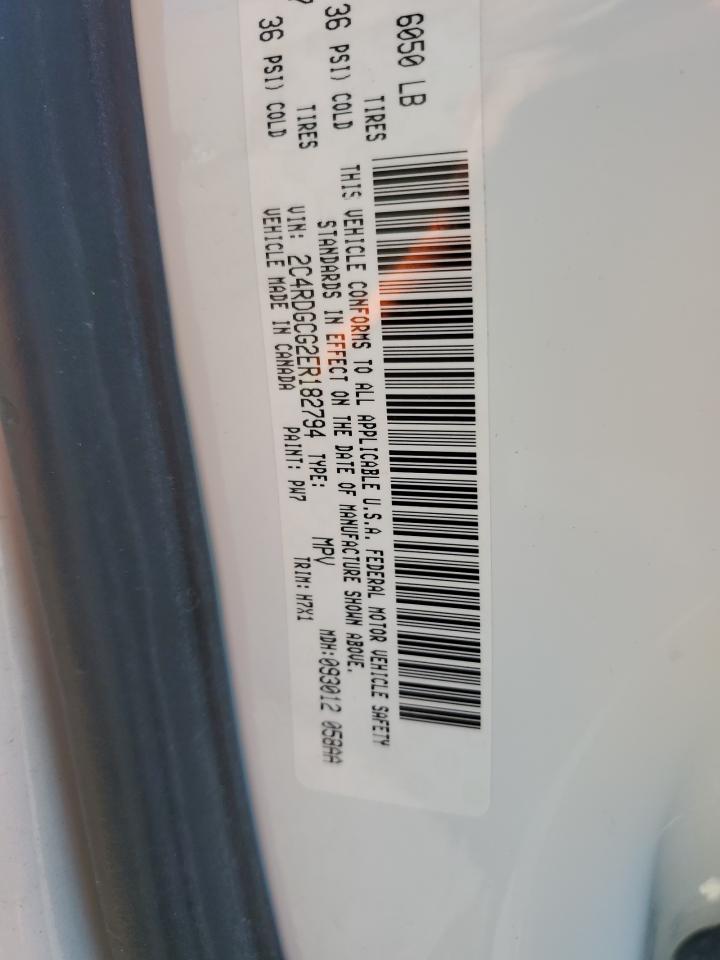 6050 LB
TIRES
36 PSI) COLD
TIRES
36 PSI) COLD
THIS VEHICLE CONFORMS TO ALL APPLICABLE U.S.A. FEDERAL MOTOR VEHICLE SAFETY
STANDARDS IN EFFECT ON THE DATE OF MANUFACTURE SHOWN ABOVE.
VIN: 2C4RDGCG2ER182794 TYPE: MPV MDH:093012 058AA
VEHICLE MADE IN CANADA PAINT: PW7 TRIM: H7X1